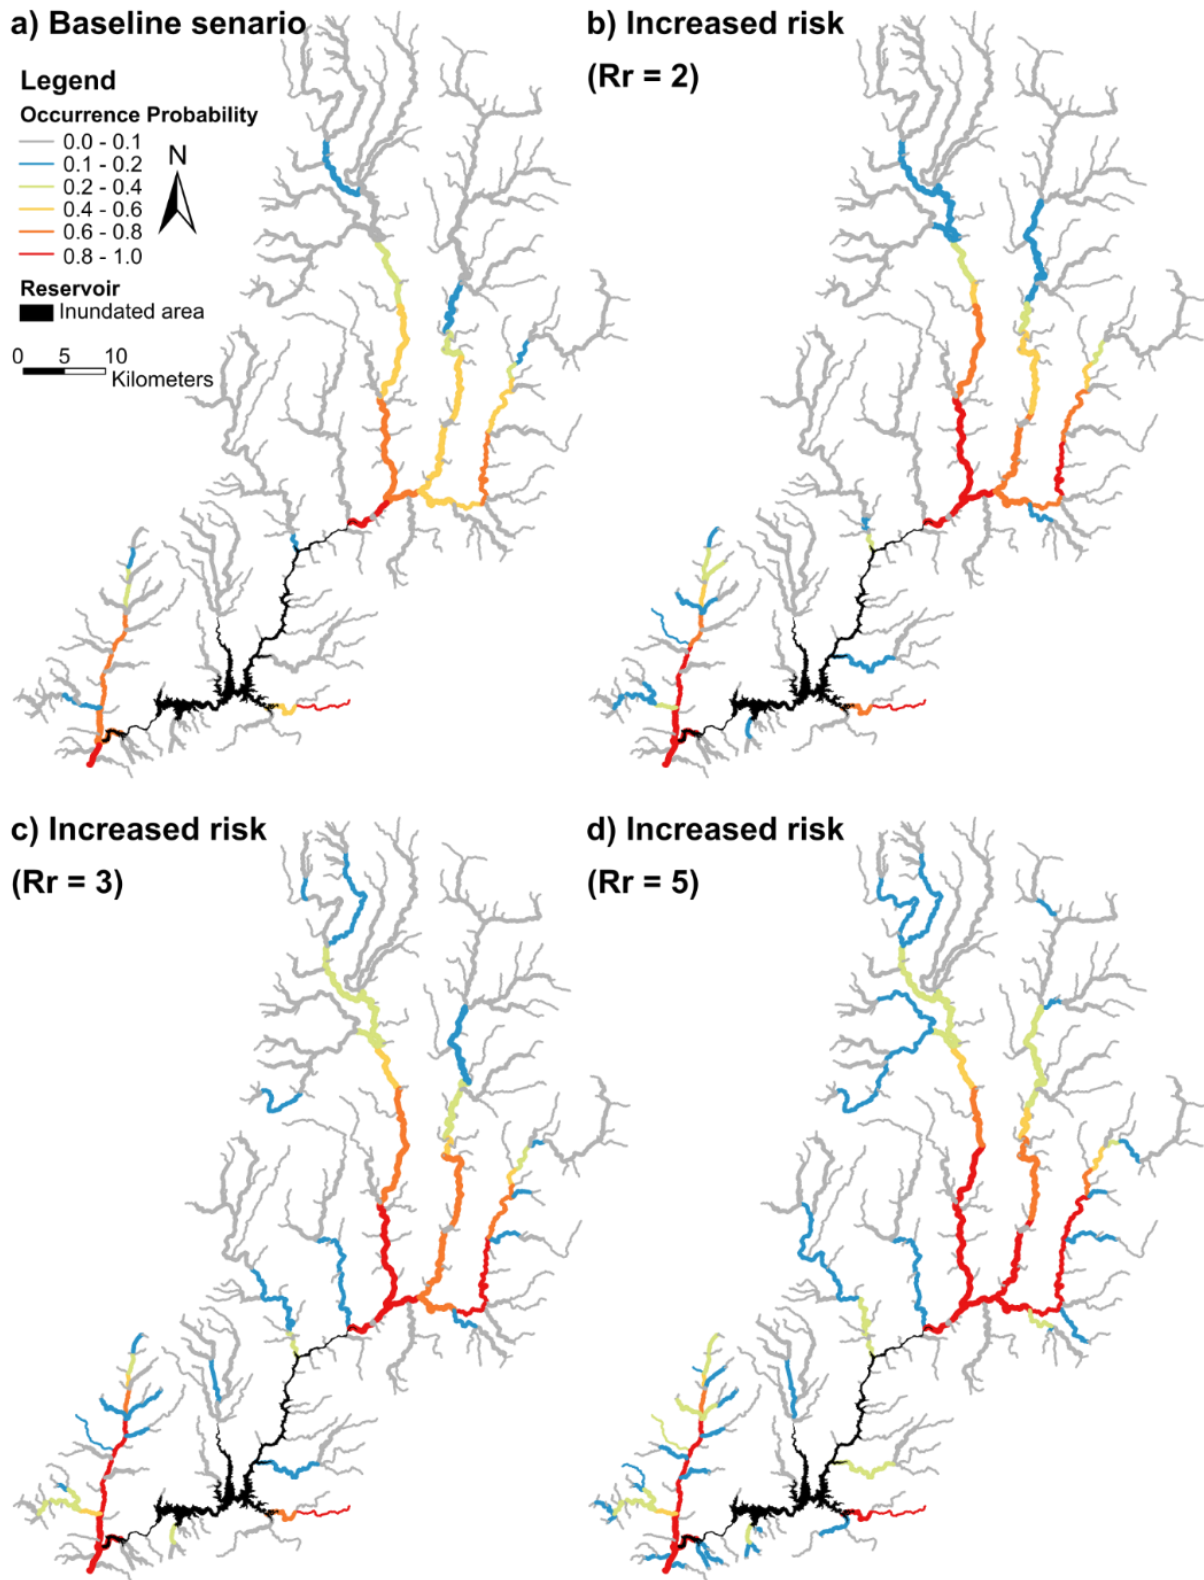 a) Baseline senario
Legend
Occurrence Probability
0.0 - 0.1
0.1 - 0.2
0.2 - 0.4
0.4 - 0.6
0.6 - 0.8
0.8 - 1.0
N
Reservoir
Inundated area
0 5 10
Kilometers
b) Increased risk
(Rr = 2)
c) Increased risk
(Rr = 3)
d) Increased risk
(Rr = 5)